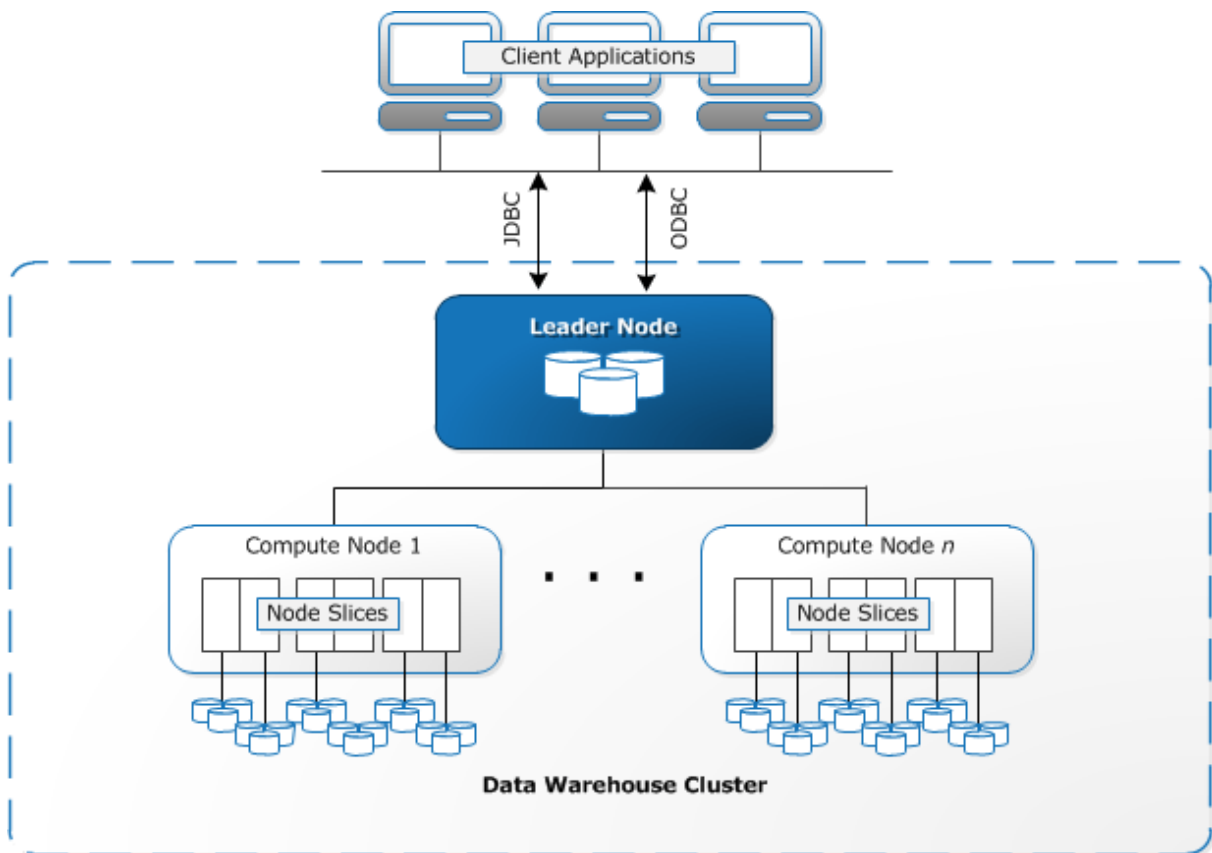 Client Applications
JDBC
ODBC
Leader Node
Compute Node 1
Compute Node n
Node Slices
Node Slices
Data Warehouse Cluster